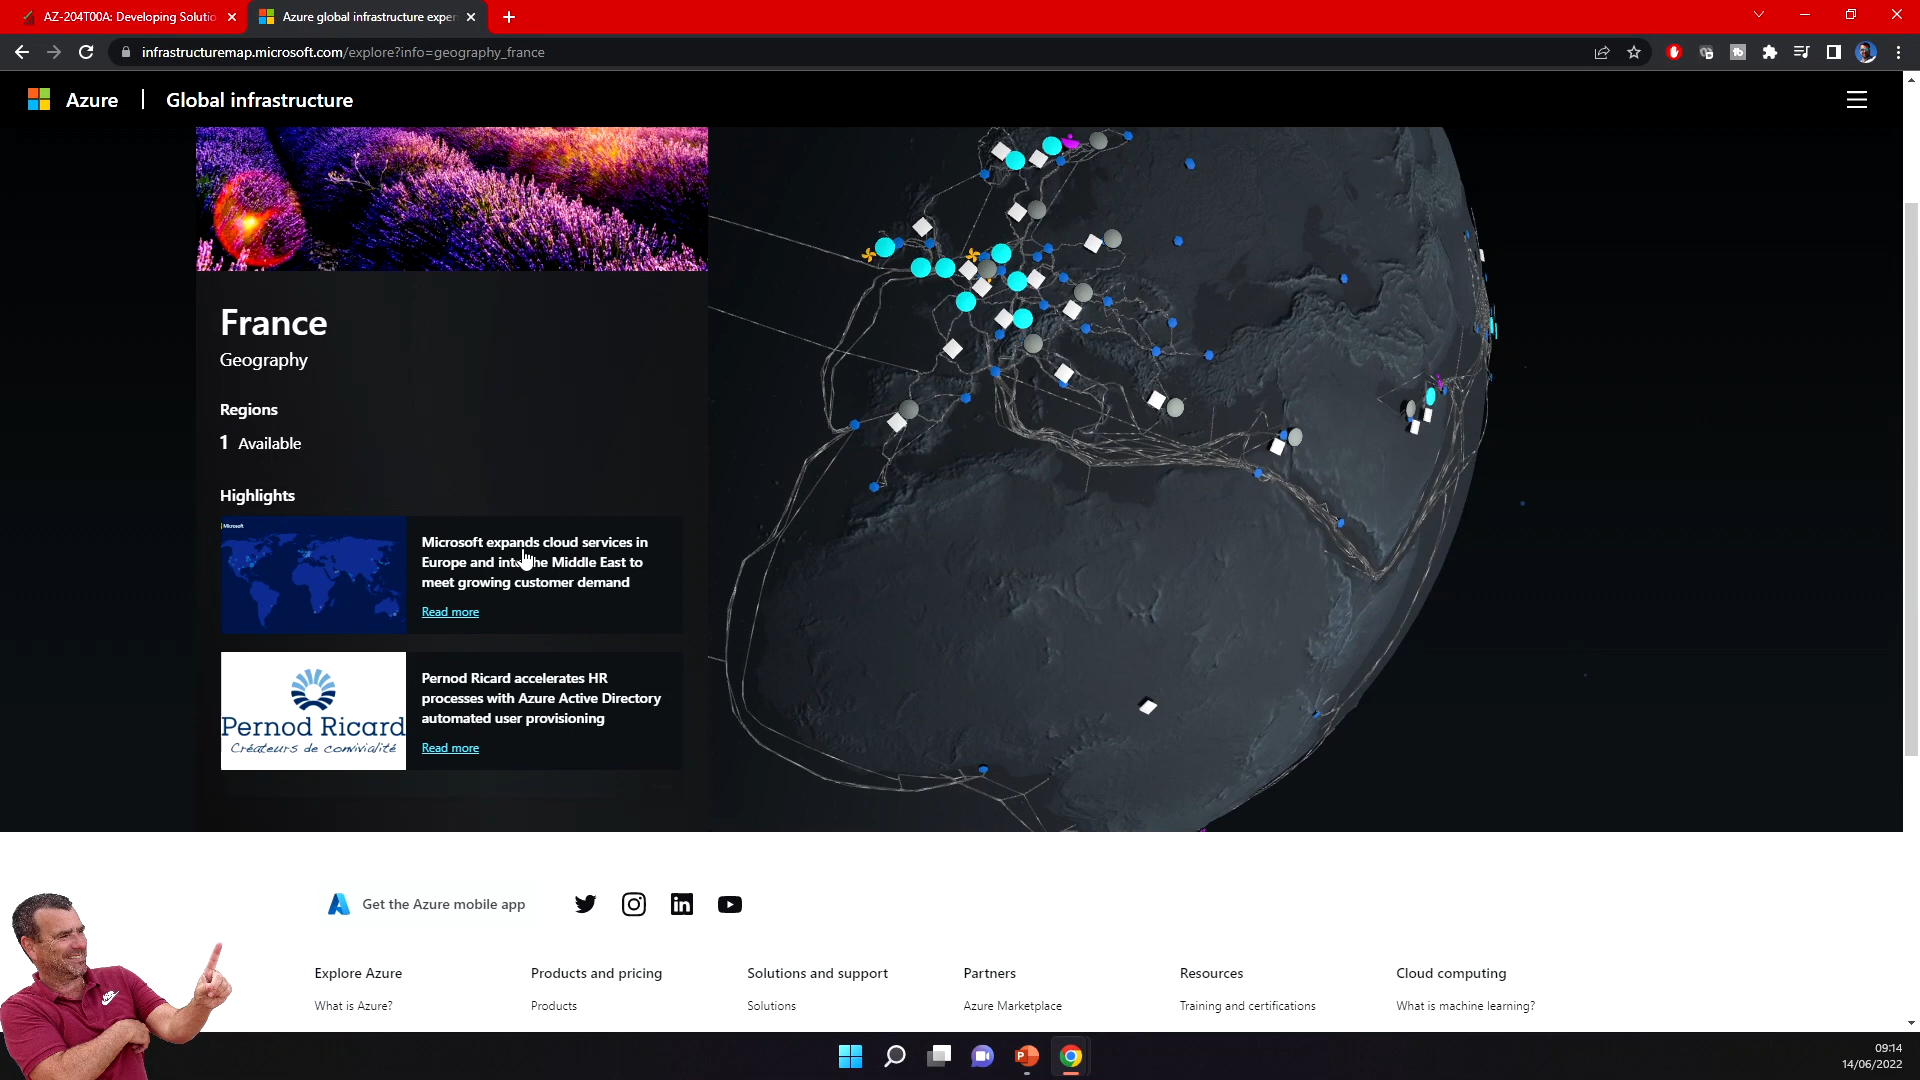 AZ-204T00A: Developing Solutio
Azure global infrastructure exper
infrastructuremap.microsoft.com/explore?info=geography_france
Azure | Global infrastructure
France
Geography
Regions
1 Available
Highlights
Microsoft
Microsoft expands cloud services in
Europe and into the Middle East to
meet growing customer demand
Read more
Pernod Ricard
Créateurs de convivialité
Pernod Ricard accelerates HR
processes with Azure Active Directory
automated user provisioning
Read more
Get the Azure mobile app
Explore Azure
Products and pricing
Solutions and support
Partners
Resources
Cloud computing
What is Azure?
Products
Solutions
Azure Marketplace
Training and certifications
What is machine learning?
09:14
14/06/2022